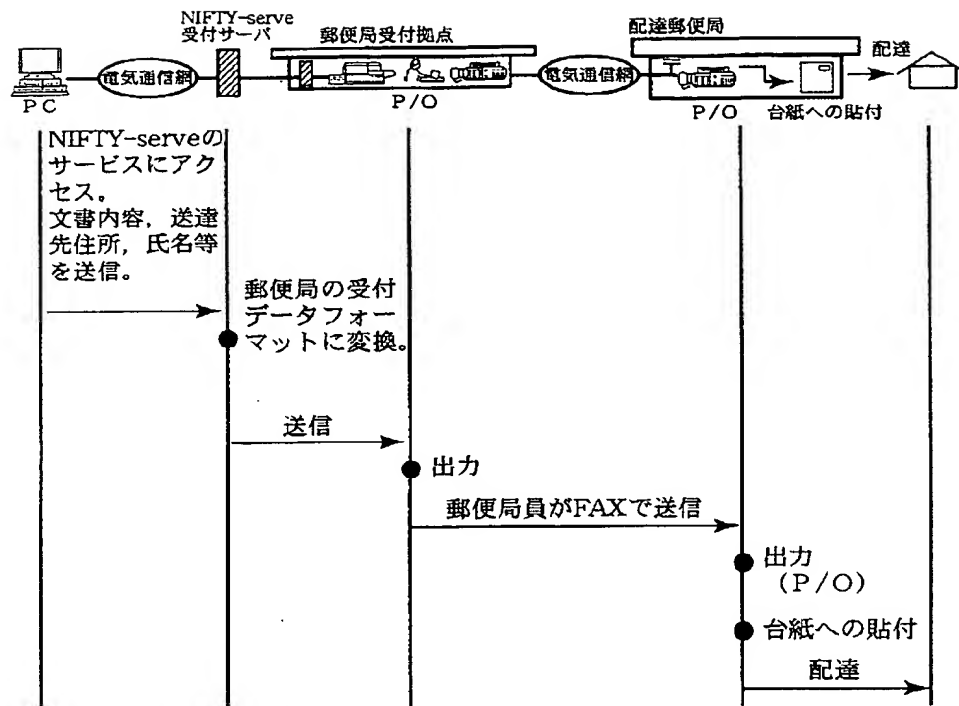 NIFTY-serve
受付サーバ
郵便局受付拠点
配達郵便局
配達
電気通信網
電気通信網
PC
P/O
P/O
台紙への貼付
NIFTY-serveの
サービスにアク
セス。
文書内容，送達
先住所，氏名等
を送信。
郵便局の受付
データフォー
マットに変換。
送信
出力
郵便局員がFAXで送信
出力
（P/O）
台紙への貼付
配達